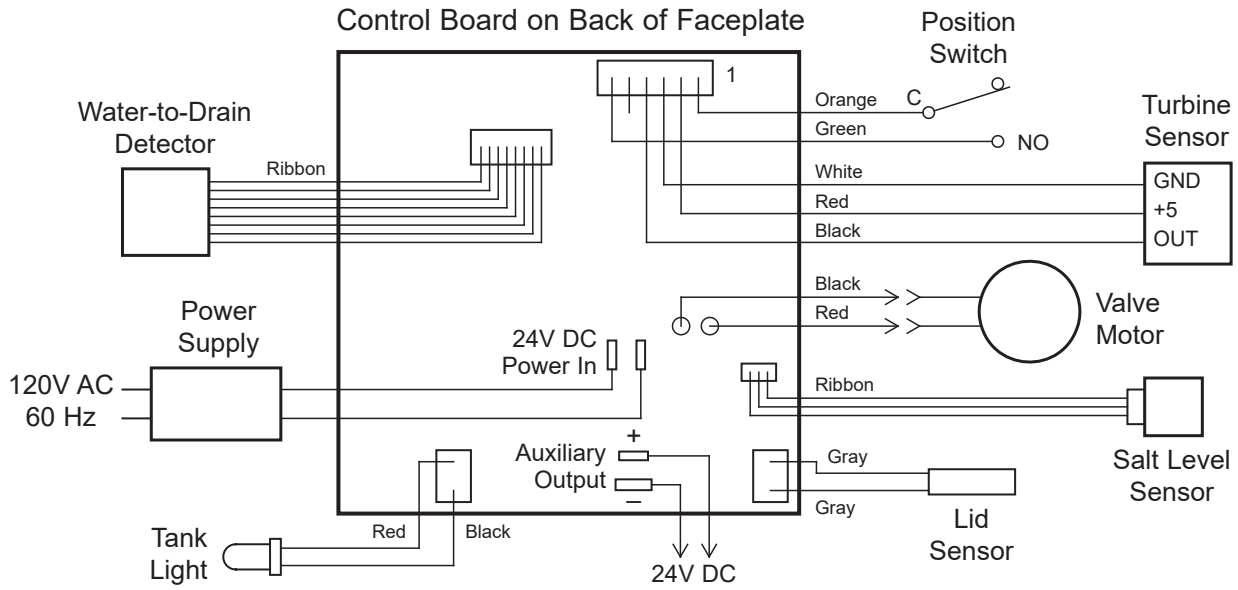 Control Board on Back of Faceplate
Position
Switch
1
Orange
C
Green
NO
Water-to-Drain
Detector
Ribbon
Turbine
Sensor
White
GND
Red
+5
Black
OUT
Black
Red
Valve
Motor
Power
Supply
24V DC
Power In
120V AC
60 Hz
Ribbon
Salt Level
Sensor
Auxiliary
Output
+
–
Gray
Gray
Lid
Sensor
Red
Black
Tank
Light
24V DC